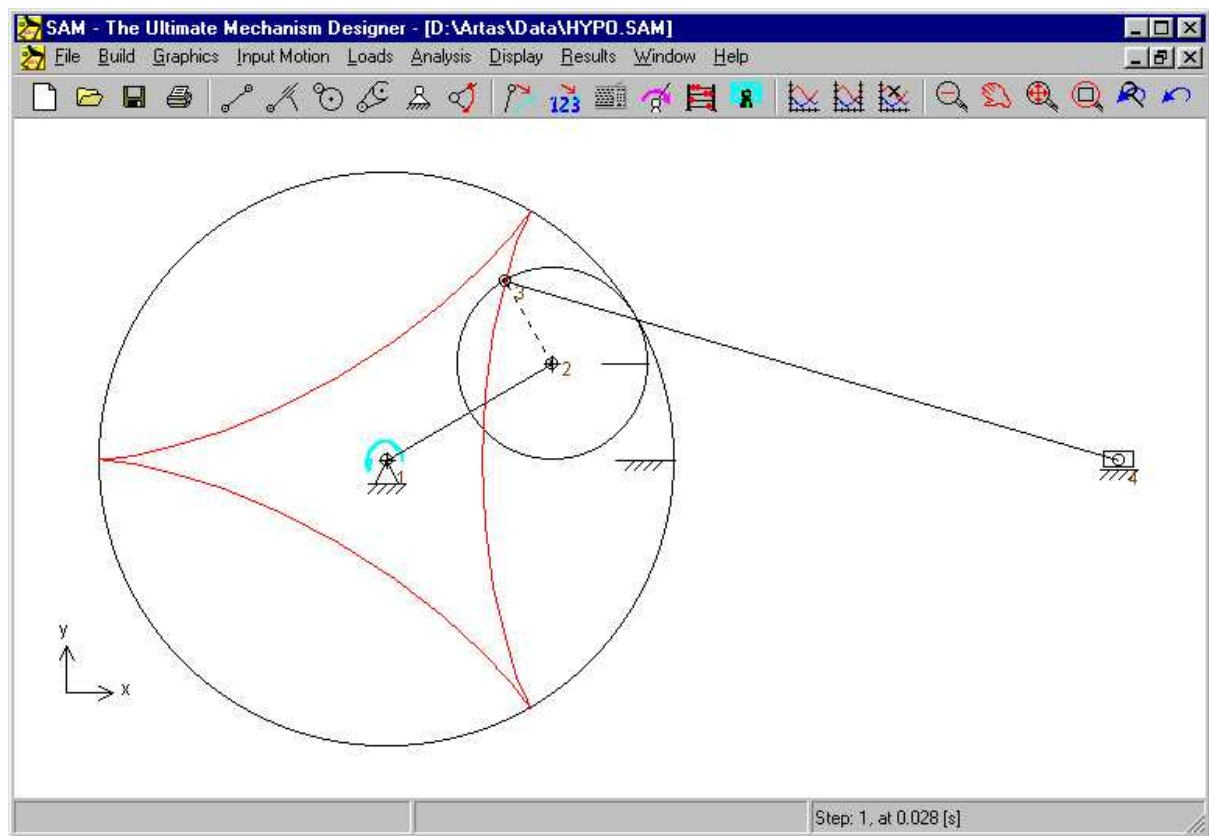 SAM - The Ultimate Mechanism Designer - [D:\Artas\Data\HYPO.SAM]
File Build Graphics Input Motion Loads Analysis Display Results Window Help
123
3
2
1
4
y
x
Step: 1, at 0.028 [s]